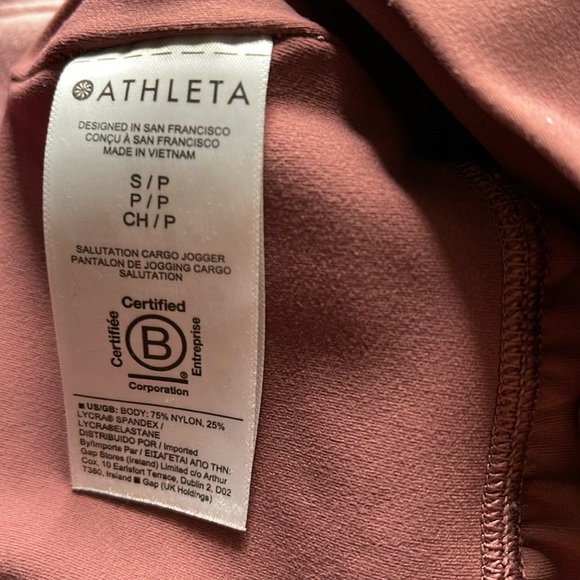 ATHLETA
DESIGNED IN SAN FRANCISCO
CONÇU À SAN FRANCISCO
MADE IN VIETNAM
S / P
P / P
CH / P
SALUTATION CARGO JOGGER
PANTALON DE JOGGING CARGO
SALUTATION
Certified
Certifiée
B
Entreprise
®
Corporation
■ US/GB: BODY: 75% NYLON, 25%
LYCRA® SPANDEX /
LYCRA®ELASTANE
DISTRIBUIDO POR / Imported
By/Importe Par / ΕΙΣΑΓΕΤΑΙ ΑΠΟ ΤΗΝ:
Gap Stores (Ireland) Limited c/o Arthur
Cox, 10 Earlsfort Terrace, Dublin 2, D02
T380, Ireland ■ Gap (UK Holdings)